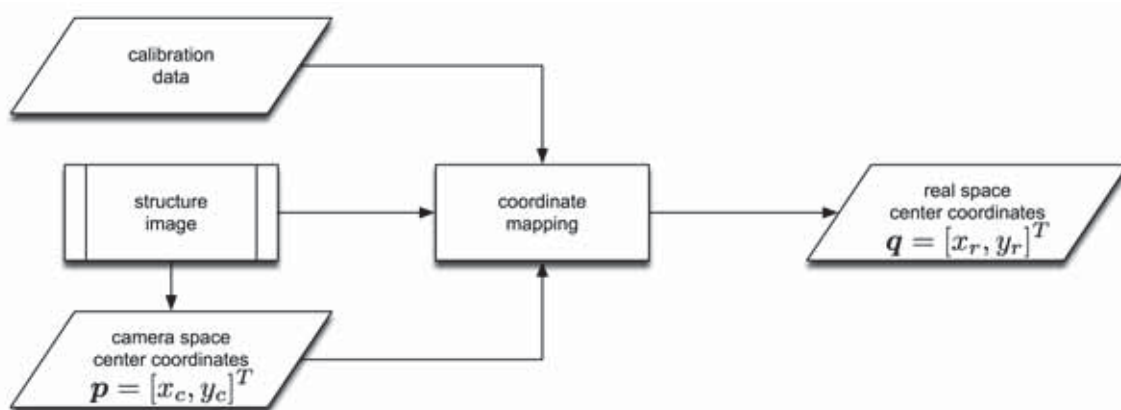 calibration
data
structure
image
coordinate
mapping
real space
center coordinates
q = [x_r, y_r]^T
camera space
center coordinates
p = [x_c, y_c]^T